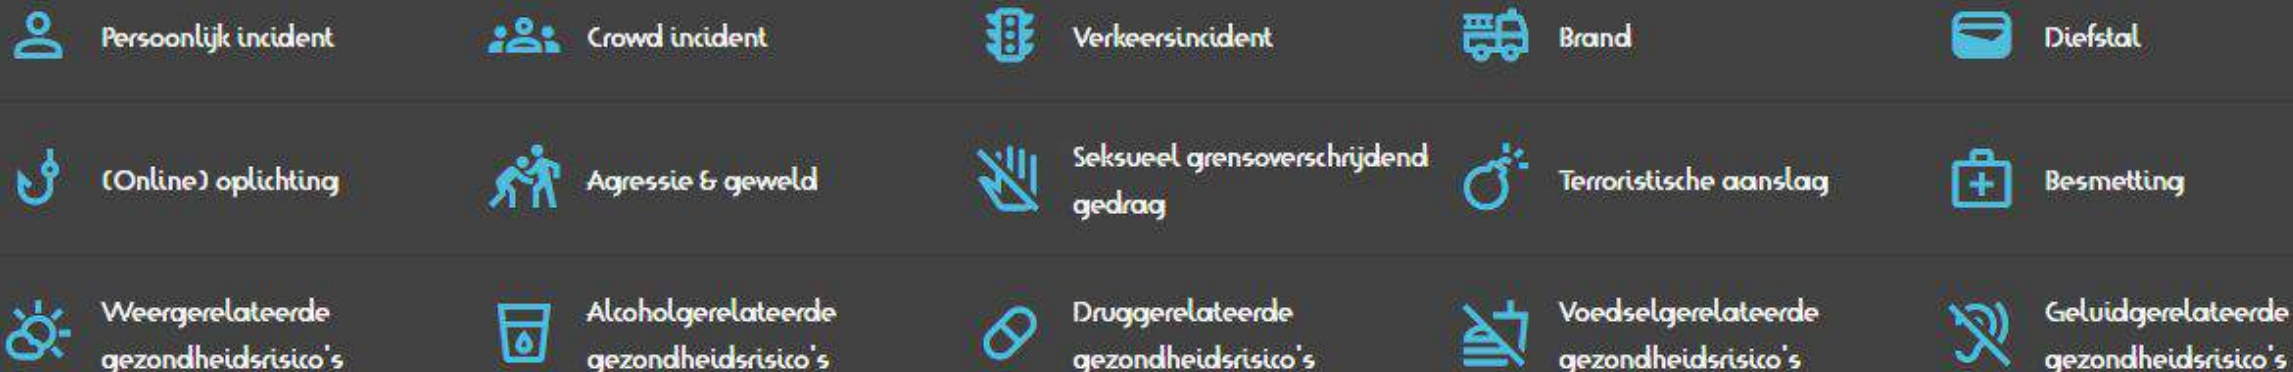 Persoonlijk incident
Crowd incident
Verkeersincident
Brand
Diefstal
(Online) oplichting
Agressie & geweld
Seksueel grensoverschrijdend
gedrag
Terroristische aanslag
Besmetting
Weergerelateerde
gezondheidsrisico's
Alcoholgerelateerde
gezondheidsrisico's
Druggerelateerde
gezondheidsrisico's
Voedselgerelateerde
gezondheidsrisico's
Geluidgerelateerde
gezondheidsrisico's